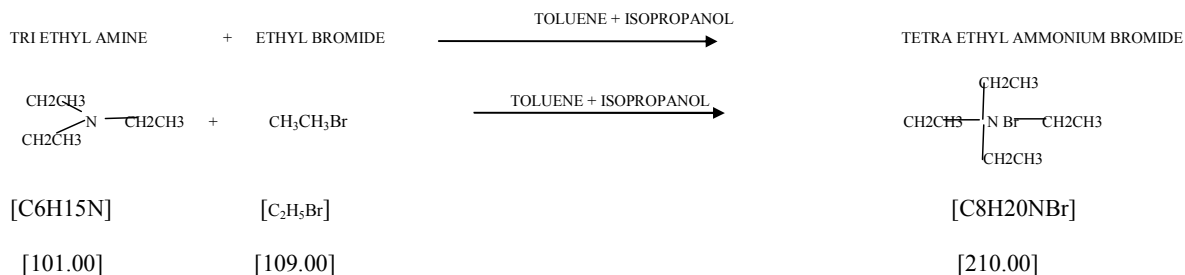 TOLUENE + ISOPROPANOL
TRI ETHYL AMINE + ETHYL BROMIDE TETRA ETHYL AMMONIUM BROMIDE
CH2CH3
TOLUENE + ISOPROPANOL
CH2CH3
N CH2CH3 + CH₃CH₃Br CH2CH3 N Br CH2CH3
CH2CH3
CH2CH3
[C6H15N] [C₂H₅Br] [C8H20NBr]
[101.00] [109.00] [210.00]